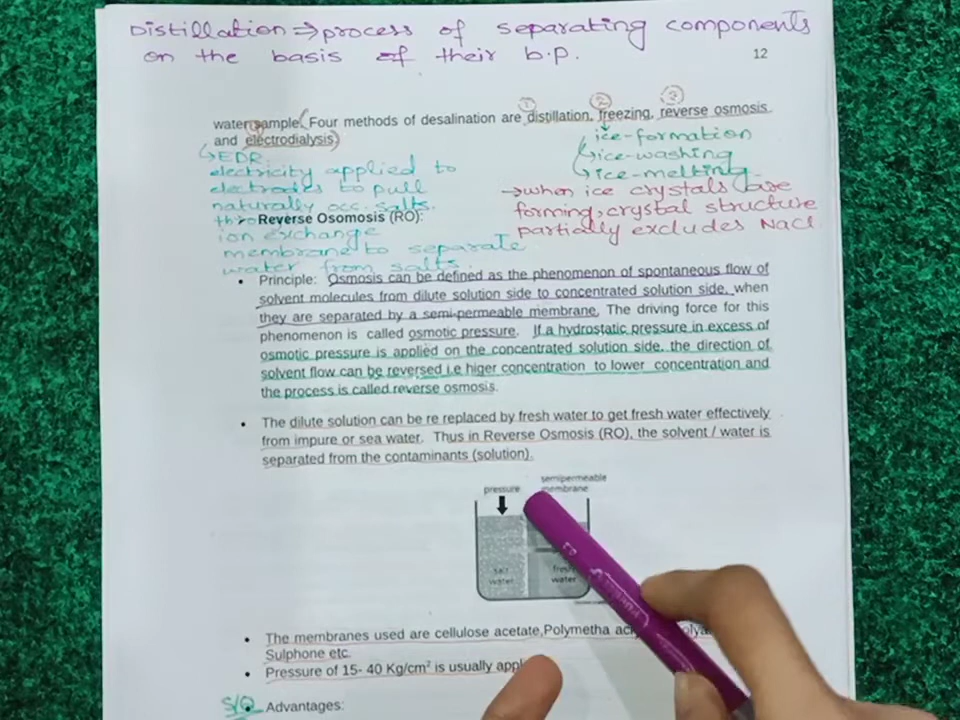 Distillation⇒process of separating components
on the basis of their b.p.
12
① ② ③
water sample. Four methods of desalination are distillation, freezing, reverse osmosis
and electrodialysis)
ice-formation
ice-washing
ice-melting
→EDR
electricity applied to
electrodes to pull
naturally occ. salts.
→when ice crystals are
forming, crystal structure
partially excludes NaCl
thro Reverse Osomosis (RO):
ion exchange
membrane to separate
water from salts.
• Principle: Osmosis can be defined as the phenomenon of spontaneous flow of
solvent molecules from dilute solution side to concentrated solution side, when
they are separated by a semi-permeable membrane. The driving force for this
phenomenon is called osmotic pressure. If a hydrostatic pressure in excess of
osmotic pressure is applied on the concentrated solution side, the direction of
solvent flow can be reversed i.e higer concentration to lower concentration and
the process is called reverse osmosis.
• The dilute solution can be re replaced by fresh water to get fresh water effectively
from impure or sea water. Thus in Reverse Osmosis (RO), the solvent / water is
separated from the contaminants (solution).
semipermeable
pressure membrane
salt fresh
water water
• The membranes used are cellulose acetate,Polymetha
Sulphone etc.
• Pressure of 15- 40 Kg/cm² is usually
• Advantages: